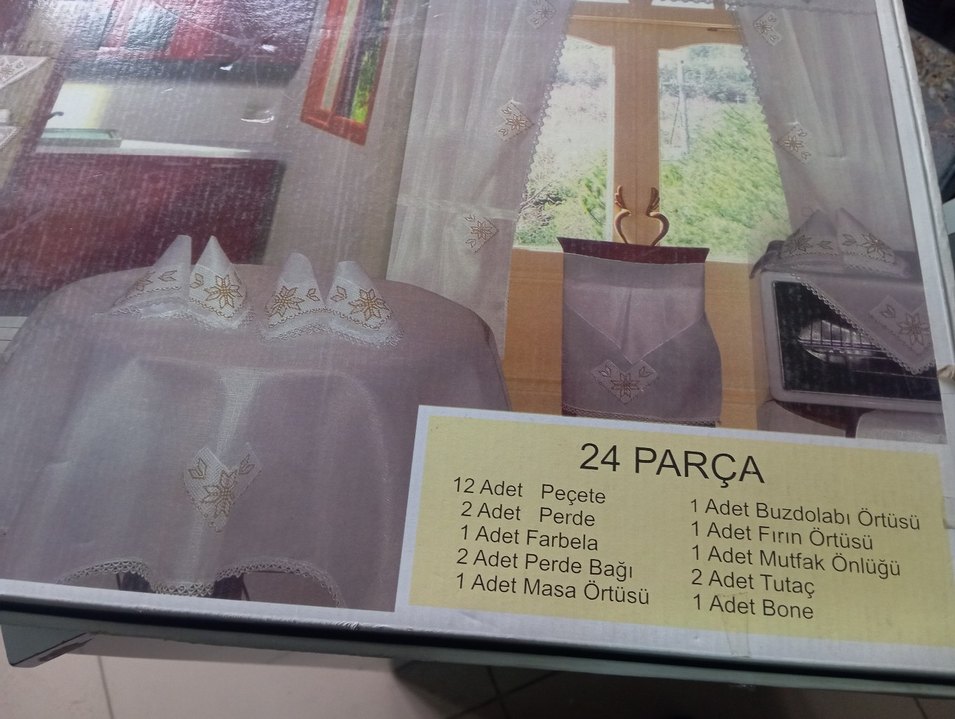 24 PARÇA
12 Adet Peçete
2 Adet Perde
1 Adet Farbela
2 Adet Perde Bağı
1 Adet Masa Örtüsü
1 Adet Buzdolabı Örtüsü
1 Adet Fırın Örtüsü
1 Adet Mutfak Önlüğü
2 Adet Tutaç
1 Adet Bone